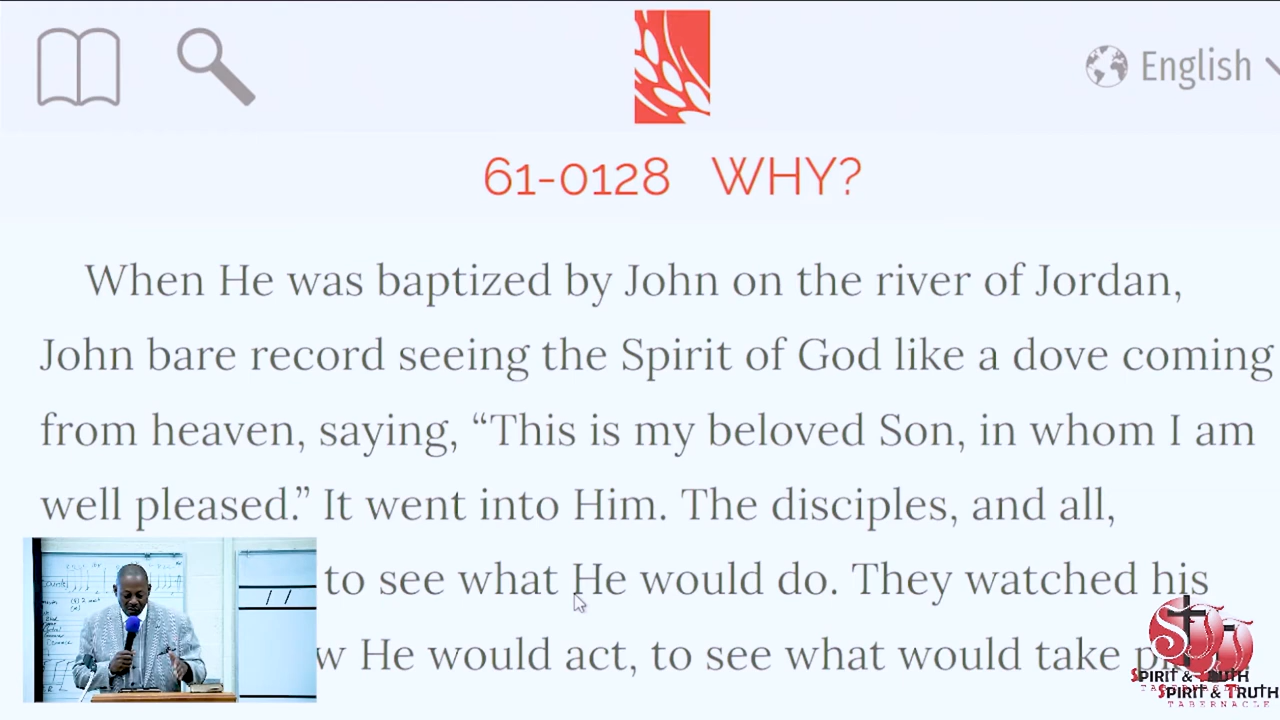 English
61-0128 WHY?
When He was baptized by John on the river of Jordan,
John bare record seeing the Spirit of God like a dove coming
from heaven, saying, “This is my beloved Son, in whom I am
well pleased.” It went into Him. The disciples, and all,
to see what He would do. They watched his
w He would act, to see what would take
SPIRIT & TRUTH
TABERNACLE
SPIRIT & TRUTH
TABERNACLE